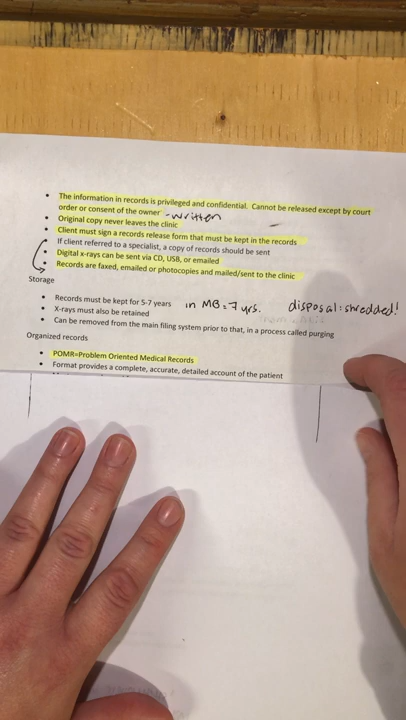 • The information in records is privileged and confidential. Cannot be released except by court
order or consent of the owner -written
• Original copy never leaves the clinic
• Client must sign a records release form that must be kept in the records
• If client referred to a specialist, a copy of records should be sent
• Digital x-rays can be sent via CD, USB, or emailed
• Records are faxed, emailed or photocopies and mailed/sent to the clinic
Storage
• Records must be kept for 5-7 years in MB = 7 yrs. disposal: shredded!
• X-rays must also be retained
• Can be removed from the main filing system prior to that, in a process called purging
Organized records
• POMR=Problem Oriented Medical Records
• Format provides a complete, accurate, detailed account of the patient